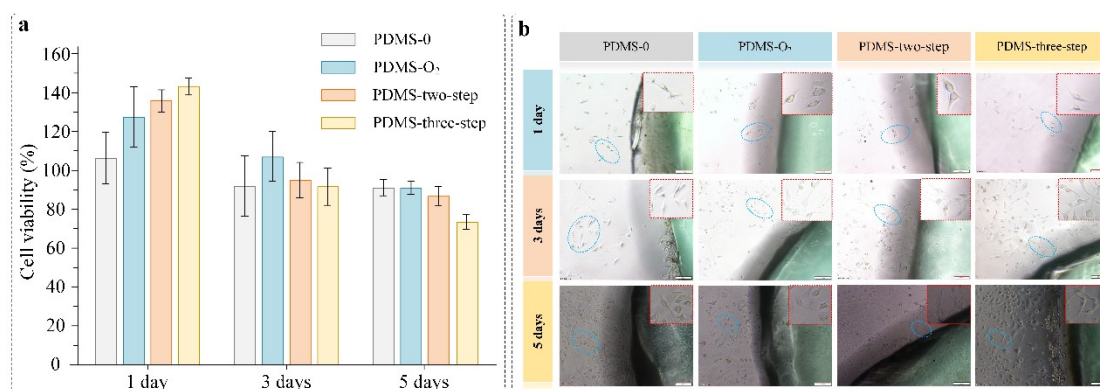 a
Cell viability (%)
160
140
120
100
80
60
40
20
0
1 day
3 days
5 days
PDMS-0
PDMS-O₂
PDMS-two-step
PDMS-three-step
b
PDMS-0
PDMS-O₂
PDMS-two-step
PDMS-three-step
1 day
3 days
5 days